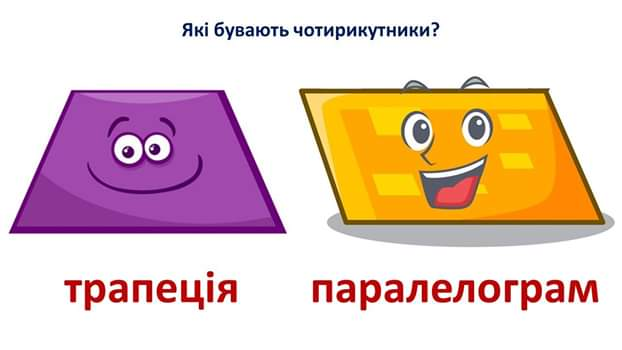 Які бувають чотирикутники?
трапеція
паралелограм